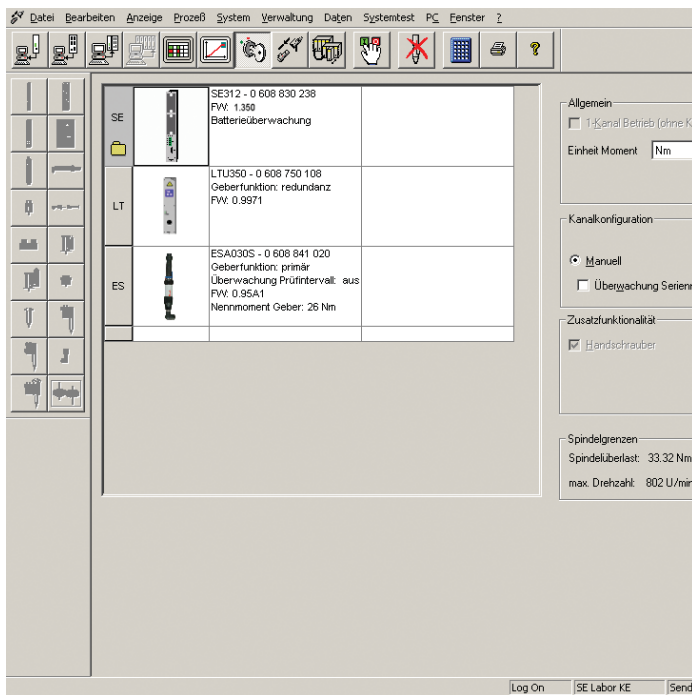 Datei Bearbeiten Anzeige Prozeß System Verwaltung Daten Systemtest PC Fenster ?
SE
SE312 - 0 608 830 238
FW: 1.350
Batterieüberwachung
LT
LTU350 - 0 608 750 108
Geberfunktion: redundanz
FW: 0.9971
ES
ESA030S - 0 608 841 020
Geberfunktion: primär
Überwachung Prüfintervall: aus
FW: 0.95A1
Nennmoment Geber: 26 Nm
Allgemein
1-Kanal Betrieb (ohne K
Einheit Moment Nm
Kanalkonfiguration
Manuell
Überwachung Serienn
Zusatzfunktionalität
Handschrauber
Spindelgrenzen
Spindelüberlast: 33.32 Nm
max. Drehzahl: 802 U/min
Log On SE Labor KE Send